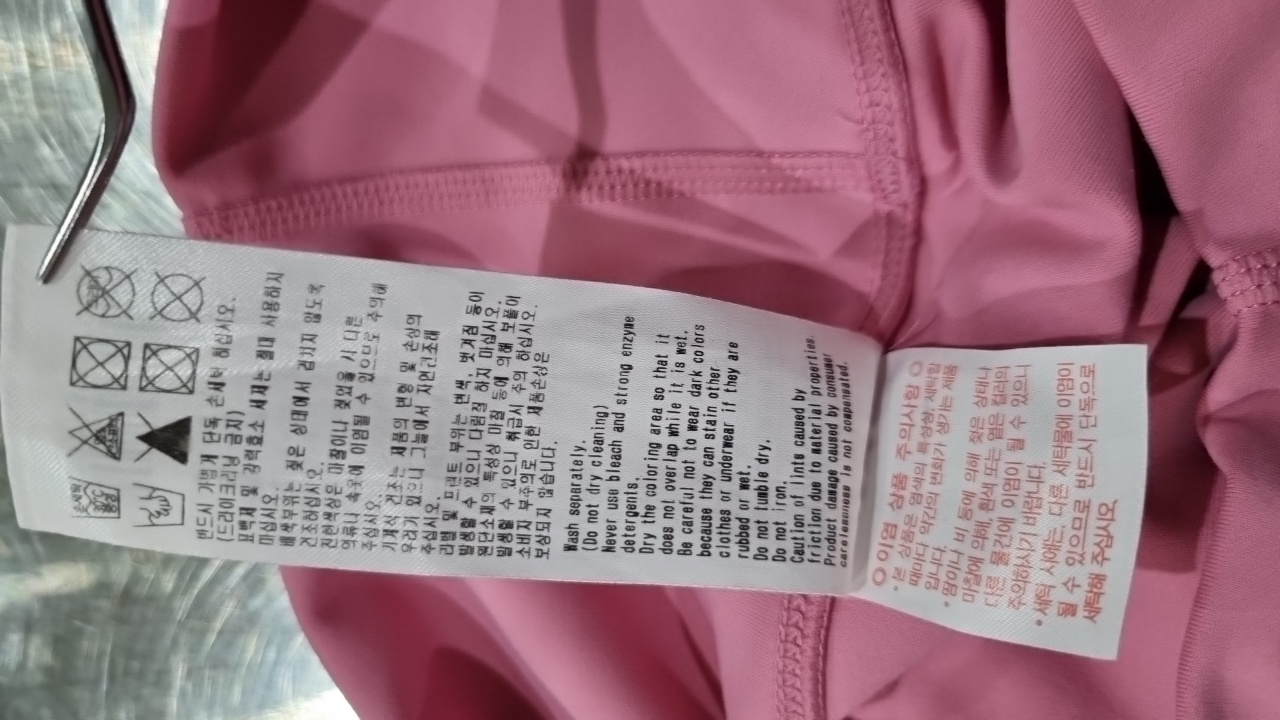 손세탁
30℃
중성
반드시 가볍게 단독 손세탁 하십시오.
(드라이크리닝 금지)
표백제 및 강력효소 세제는 절대 사용하지
마십시오.
배색부위는 젖은 상태에서 겹치지 않도록
건조하십시오.
진한색상은 마찰이나 젖었을 시 다른
의류나 속옷에 이염될 수 있으므로 주의해
주십시오.
기계식 건조는 제품의 변형 및 손상의
우려가 있으니 그늘에서 자연건조해
주십시오.
리벳 및 프린트 부위는 변색, 벗겨짐 등이
발생할 수 있으니 다림질 하지 마십시오.
원단소재의 특성상 마찰 등에 의해 보풀이
발생할 수 있으니 취급시 주의 하십시오.
소비자 부주의로 인한 제품손상은
보상되지 않습니다.
Wash separately.
(Do not dry cleaning)
Never use bleach and strong enzyme
detergents.
Dry the coloring area so that it
does not overlap while it is wet.
Be careful not to wear dark colors
because they can stain other
clothes or underwear if they are
rubbed or wet.
Do not tumble dry.
Do not iron.
Caution of lints caused by
friction due to material properties.
Product damage caused by consumer
carelessness is not compensated.
○ 이염 상품 주의사항 ○
• 본 상품은 염색의 특성상, 세탁할
때마다 약간의 변화가 생기는 제품
입니다.
• 땀이나 비 등에 의해 젖은 상태나
마찰에 의해, 흰색 또는 옅은 컬러의
다른 물건에 이염이 될 수 있으니
주의하시기 바랍니다.
• 세탁 시에는, 다른 세탁물에 이염이
될 수 있으므로 반드시 단독으로
세탁해 주십시오.